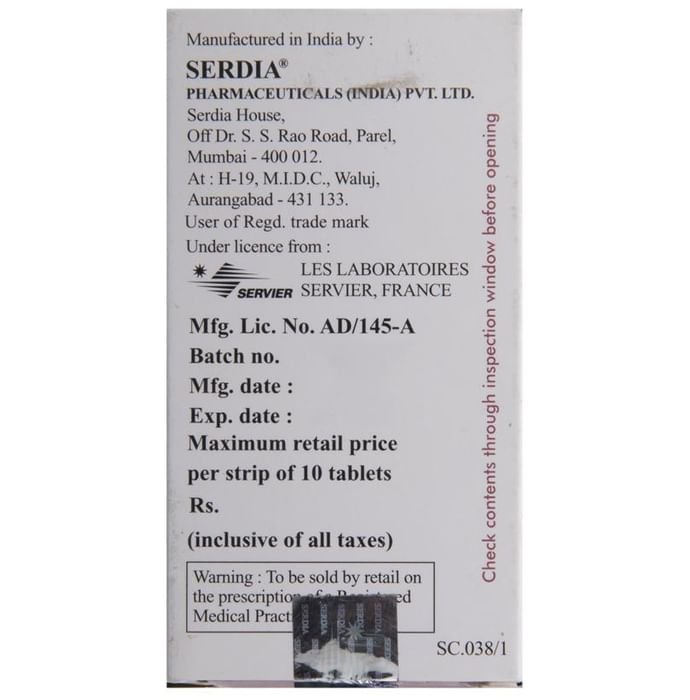 Manufactured in India by :
SERDIA®
PHARMACEUTICALS (INDIA) PVT. LTD.
Serdia House,
Off Dr. S. S. Rao Road, Parel,
Mumbai - 400 012.
At : H-19, M.I.D.C., Waluj,
Aurangabad - 431 133.
User of Regd. trade mark
Under licence from :
SERVIER
LES LABORATOIRES
SERVIER, FRANCE
Mfg. Lic. No. AD/145-A
Batch no.
Mfg. date :
Exp. date :
Maximum retail price
per strip of 10 tablets
Rs.
(inclusive of all taxes)
Warning : To be sold by retail on
the prescription of a
Medical
SERDIA SERDIA SERDIA
SC.038/1
Check contents through inspection window before opening